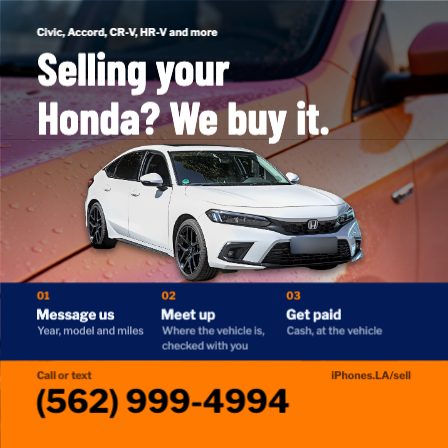 Civic, Accord, CR-V, HR-V and more
Selling your
Honda? We buy it.
01
Message us
Year, model and miles
02
Meet up
Where the vehicle is,
checked with you
03
Get paid
Cash, at the vehicle
Call or text
iPhones.LA/sell
(562) 999-4994